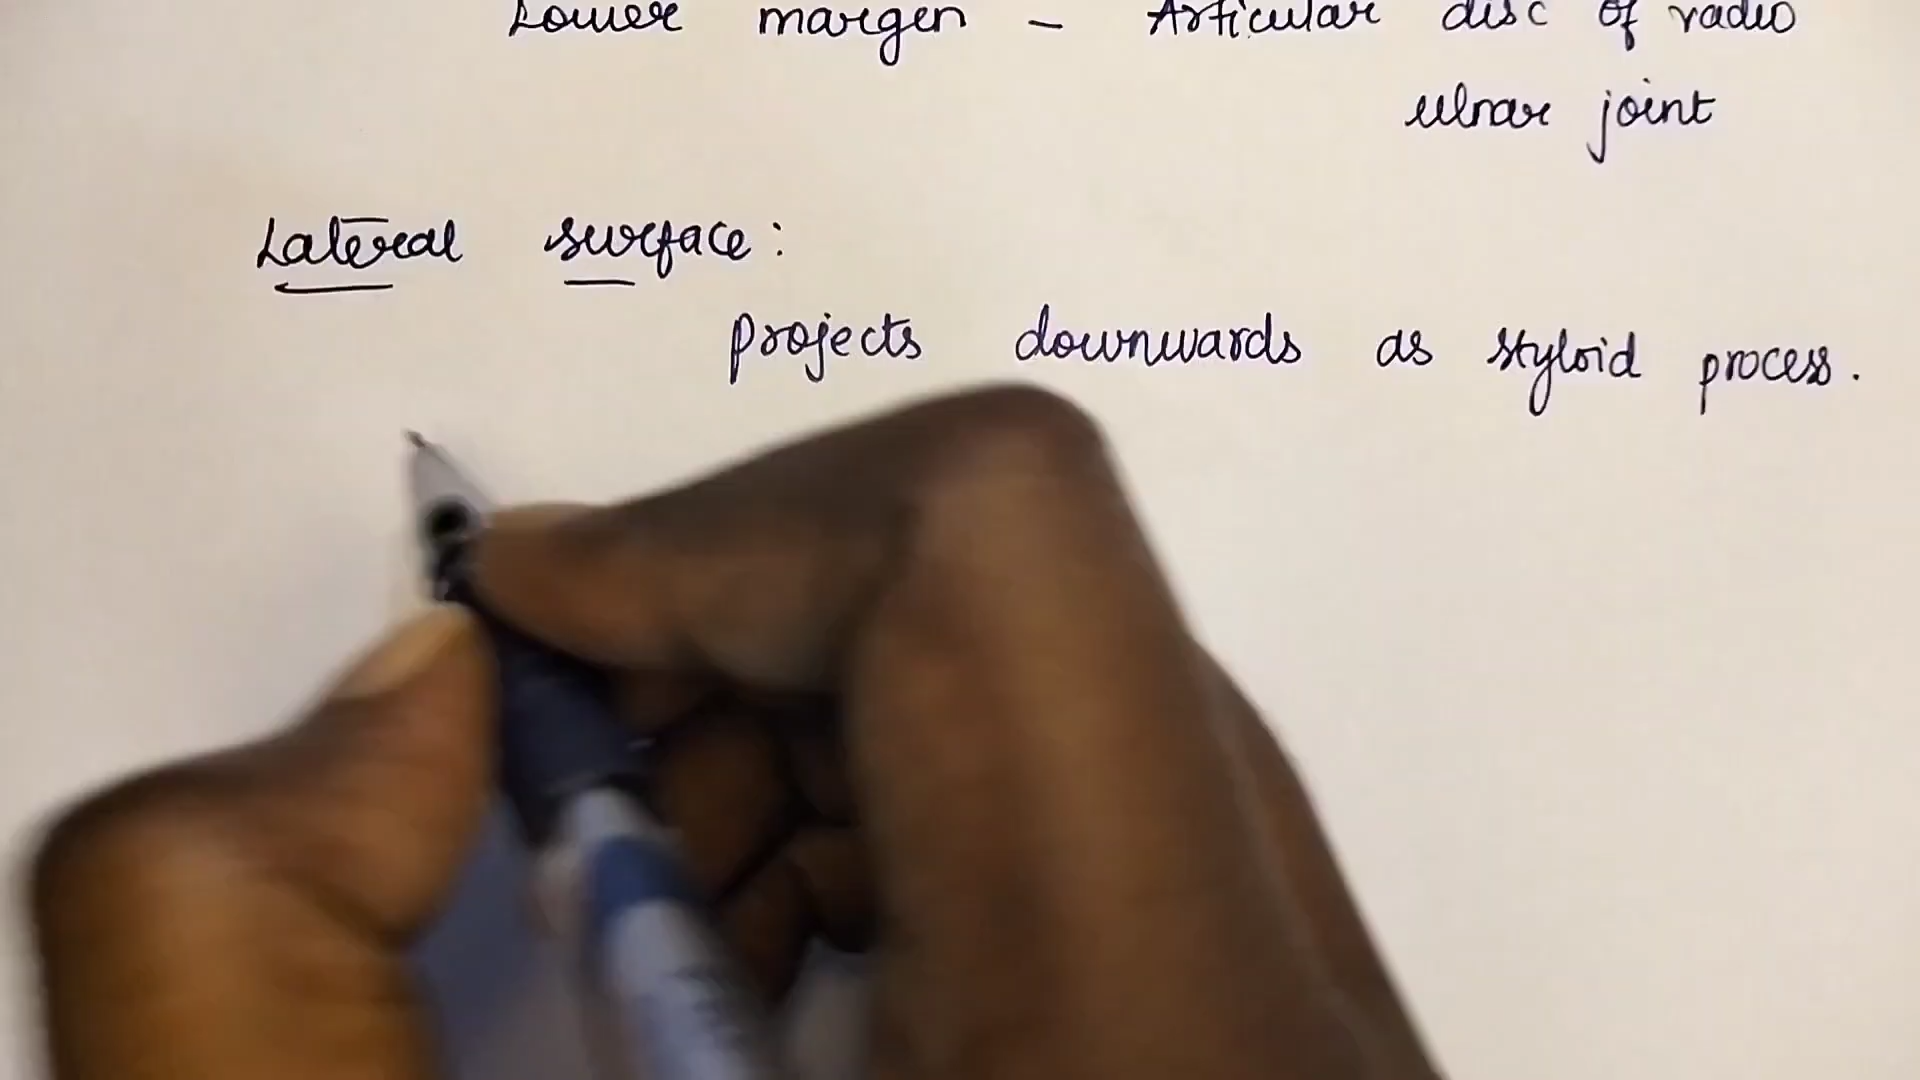 Lower margin - Articular disc of radio
ulnar joint
Lateral surface:
Projects downwards as styloid process.